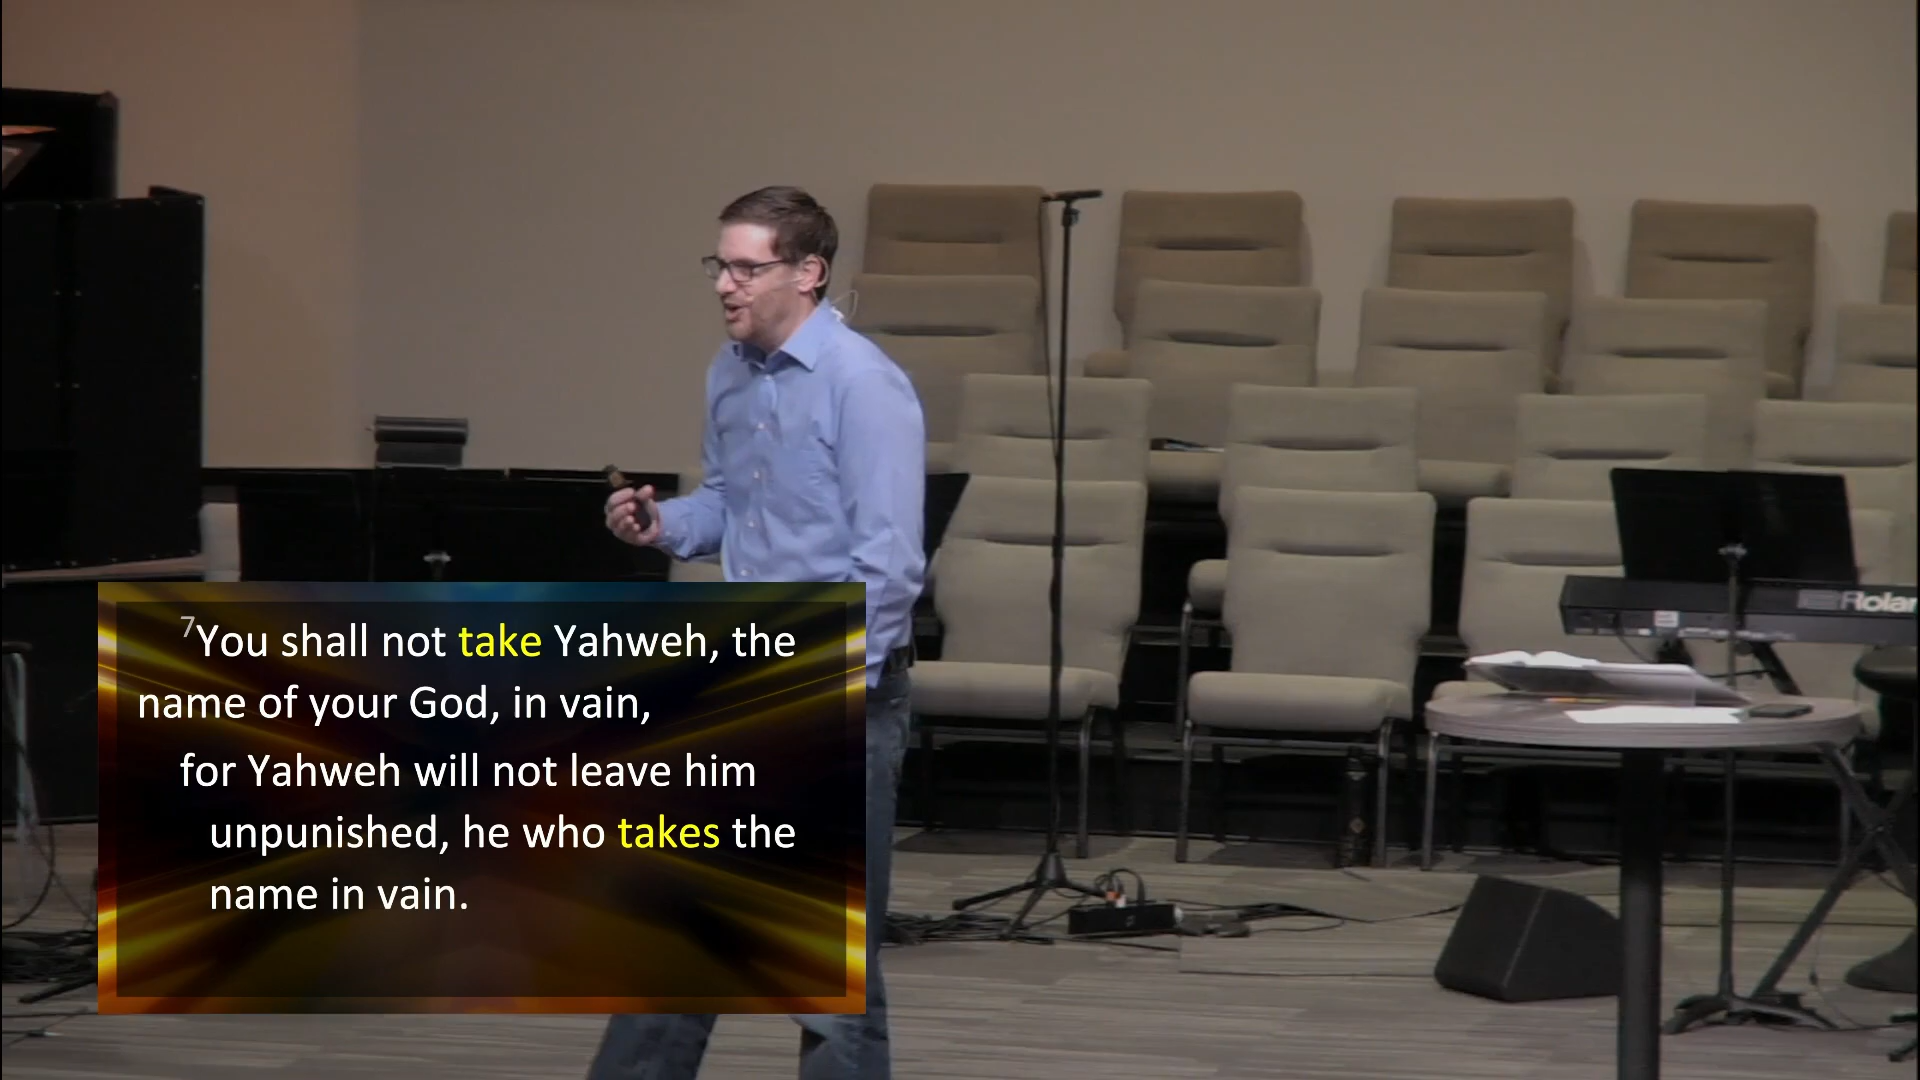 7You shall not take Yahweh, the
name of your God, in vain,
for Yahweh will not leave him
unpunished, he who takes the
name in vain.
Roland